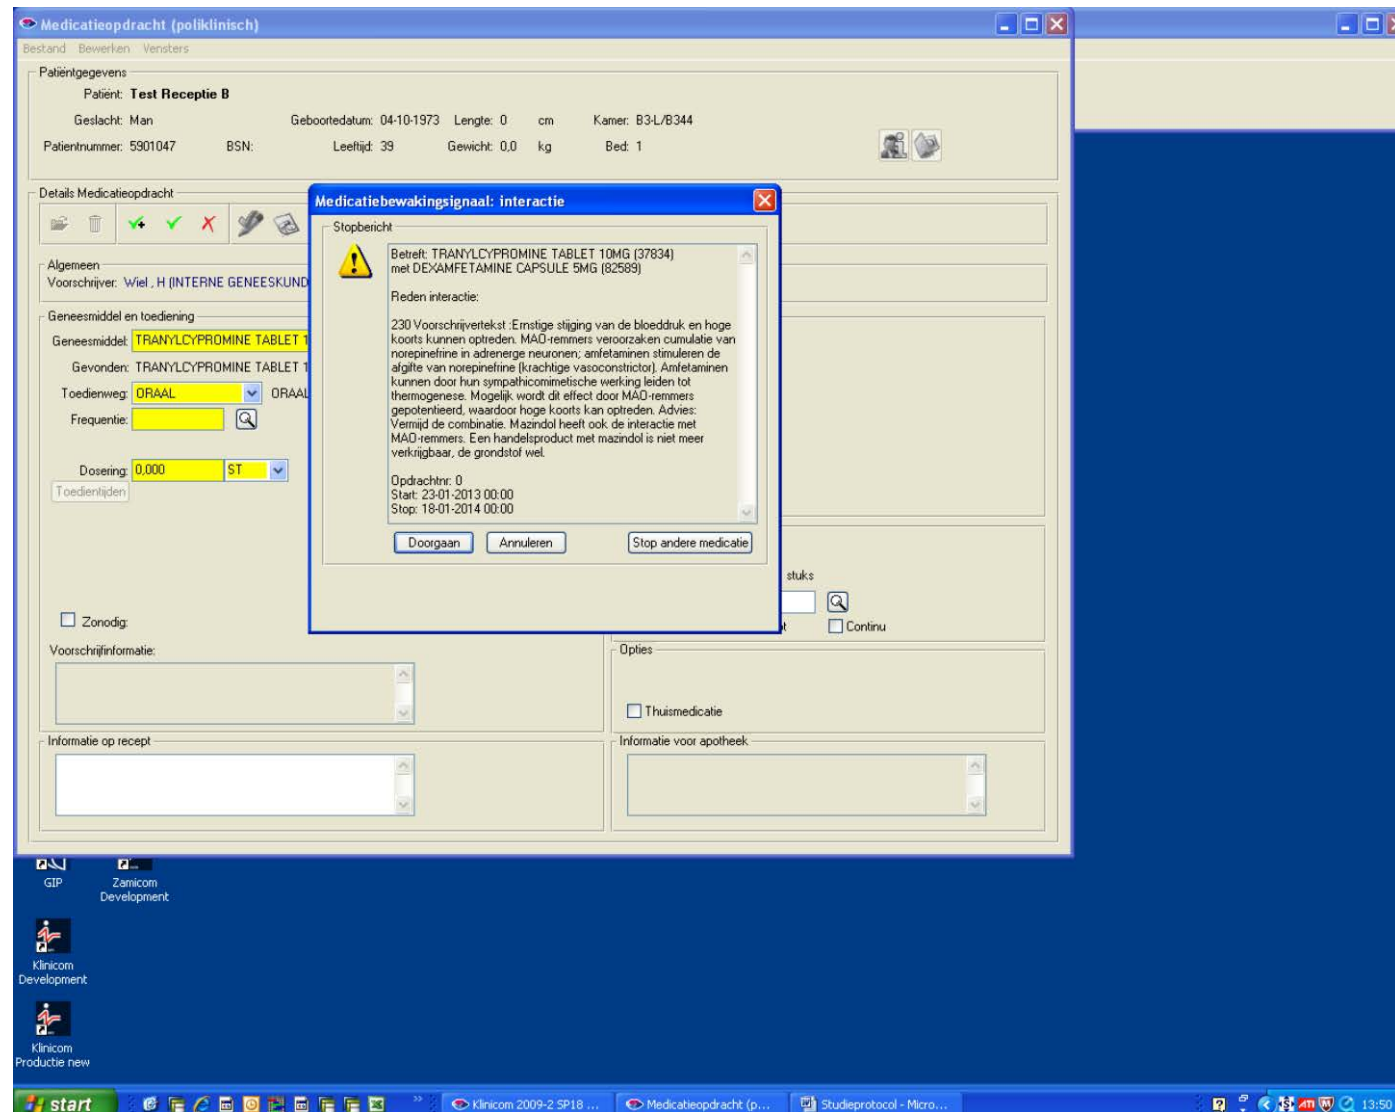 Medicatieopdracht (poliklinisch)
Bestand Bewerken Vensters
Patiëntgegevens
Patiënt: Test Receptie B
Geslacht: Man Geboortedatum: 04-10-1973 Lengte: 0 cm Kamer: B3-L/B344
Patientnummer: 5901047 BSN: Leeftijd: 39 Gewicht: 0,0 kg Bed: 1
Details Medicatieopdracht
Algemeen
Voorschrijver: Wiel , H (INTERNE GENEESKUND
Geneesmiddel en toediening
Geneesmiddel: TRANYLCYPROMINE TABLET 1
Gevonden: TRANYLCYPROMINE TABLET 1
Toedienweg: ORAAL ORAAL
Frequentie:
Dosering: 0,000 ST
Toedientijden
Zonodig:
Voorschrijfinformatie:
Informatie op recept
Medicatiebewakingsignaal: interactie
Stopbericht
Betreft: TRANYLCYPROMINE TABLET 10MG (37834)
met DEXAMFETAMINE CAPSULE 5MG (82589)
Reden interactie:
230 Voorschrijvertekst :Ernstige stijging van de bloeddruk en hoge
koorts kunnen optreden. MAO-remmers veroorzaken cumulatie van
norepinefrine in adrenerge neuronen; amfetaminen stimuleren de
afgifte van norepinefrine (krachtige vasoconstrictor). Amfetaminen
kunnen door hun sympathicomimetische werking leiden tot
thermogenese. Mogelijk wordt dit effect door MAO-remmers
gepotentieerd, waardoor hoge koorts kan optreden. Advies:
Vermijd de combinatie. Mazindol heeft ook de interactie met
MAO-remmers. Een handelsproduct met mazindol is niet meer
verkrijgbaar, de grondstof wel.
Opdrachtnr: 0
Start: 23-01-2013 00:00
Stop: 18-01-2014 00:00
Doorgaan Annuleren Stop andere medicatie
stuks
Continu
Opties
Thuismedicatie
Informatie voor apotheek
GIP
Zamicom
Development
Klinicom
Development
Klinicom
Productie new
start
Klinicom 2009-2 SP18 ...
Medicatieopdracht (p...
Studieprotocol - Micro...
13:50